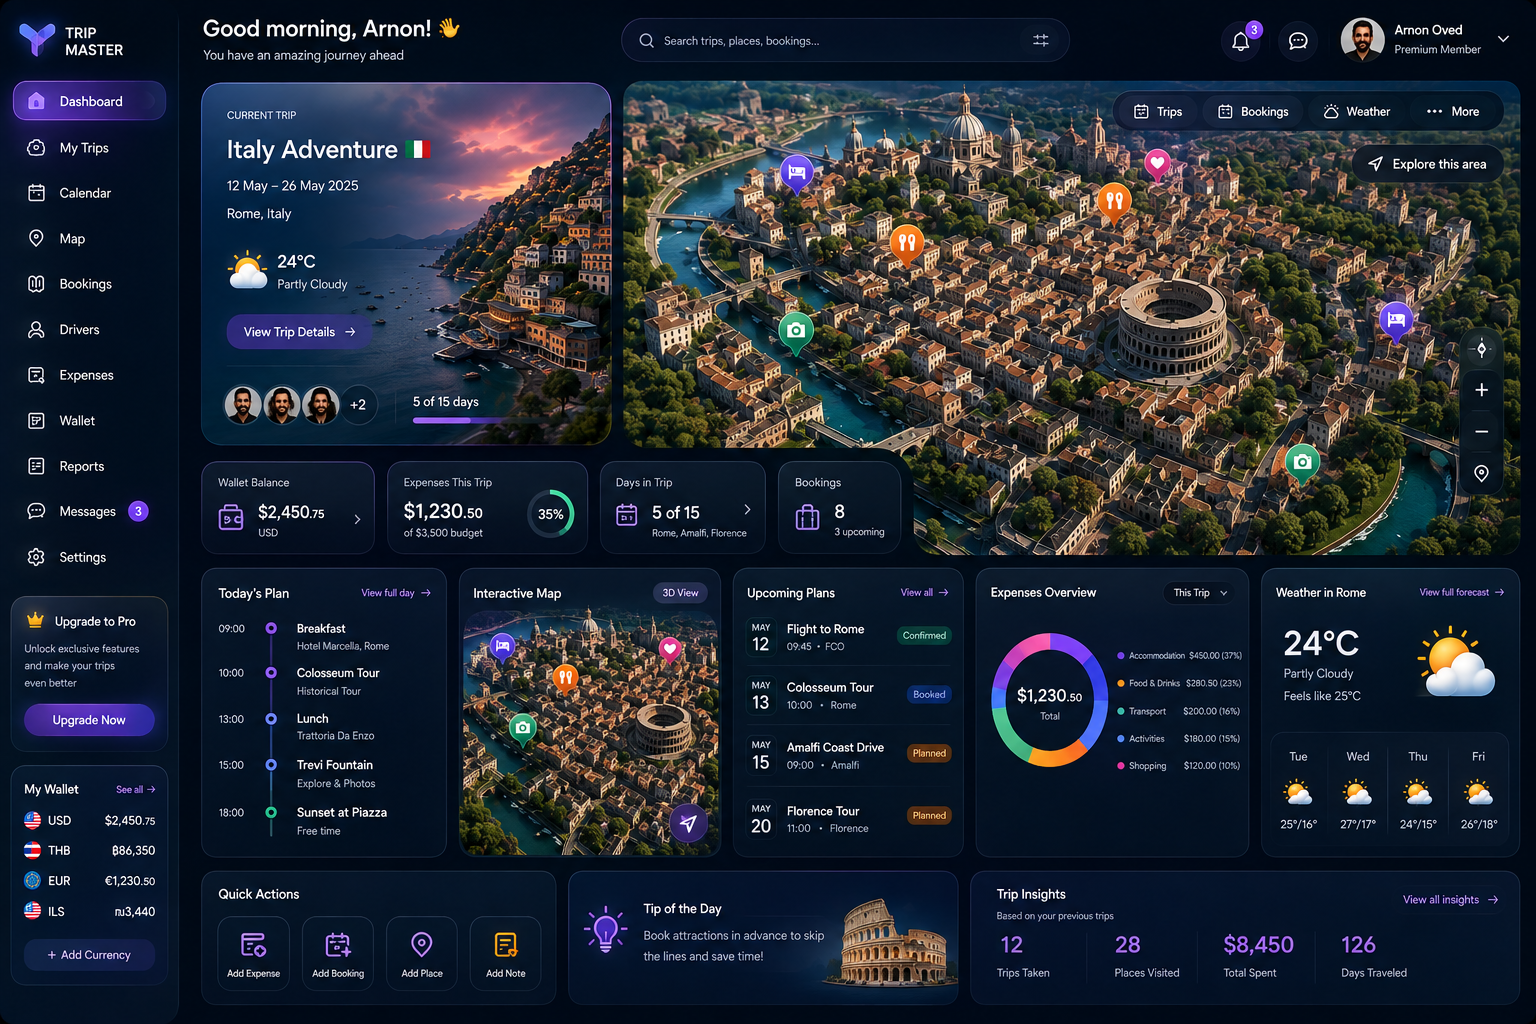 TRIP
MASTER
Dashboard
My Trips
Calendar
Map
Bookings
Drivers
Expenses
Wallet
Reports
Messages 3
Settings
Upgrade to Pro
Unlock exclusive features
and make your trips
even better
Upgrade Now
My Wallet
See all →
USD $2,450.75
THB ฿86,350
EUR €1,230.50
ILS ₪3,440
+ Add Currency
Good morning, Arnon! 👋
You have an amazing journey ahead
Search trips, places, bookings...
3
Arnon Oved
Premium Member
CURRENT TRIP
Italy Adventure 🇮🇹
12 May – 26 May 2025
Rome, Italy
24°C
Partly Cloudy
View Trip Details →
+2
5 of 15 days
Trips
Bookings
Weather
••• More
Explore this area
+
−
Wallet Balance
$2,450.75
USD
Expenses This Trip
$1,230.50
of $3,500 budget
35%
Days in Trip
5 of 15
Rome, Amalfi, Florence
Bookings
8
3 upcoming
Today's Plan
View full day →
09:00 Breakfast
Hotel Marcella, Rome
10:00 Colosseum Tour
Historical Tour
13:00 Lunch
Trattoria Da Enzo
15:00 Trevi Fountain
Explore & Photos
18:00 Sunset at Piazza
Free time
Interactive Map
3D View
Upcoming Plans
View all →
MAY
12
Flight to Rome
09:45 • FCO
Confirmed
MAY
13
Colosseum Tour
10:00 • Rome
Booked
MAY
15
Amalfi Coast Drive
09:00 • Amalfi
Planned
MAY
20
Florence Tour
11:00 • Florence
Planned
Expenses Overview
This Trip
$1,230.50
Total
Accommodation $450.00 (37%)
Food & Drinks $280.50 (23%)
Transport $200.00 (16%)
Activities $180.00 (15%)
Shopping $120.00 (10%)
Weather in Rome
View full forecast →
24°C
Partly Cloudy
Feels like 25°C
Tue Wed Thu Fri
25°/16° 27°/17° 24°/15° 26°/18°
Quick Actions
Add Expense
Add Booking
Add Place
Add Note
Tip of the Day
Book attractions in advance to skip
the lines and save time!
Trip Insights
Based on your previous trips
View all insights →
12
Trips Taken
28
Places Visited
$8,450
Total Spent
126
Days Traveled